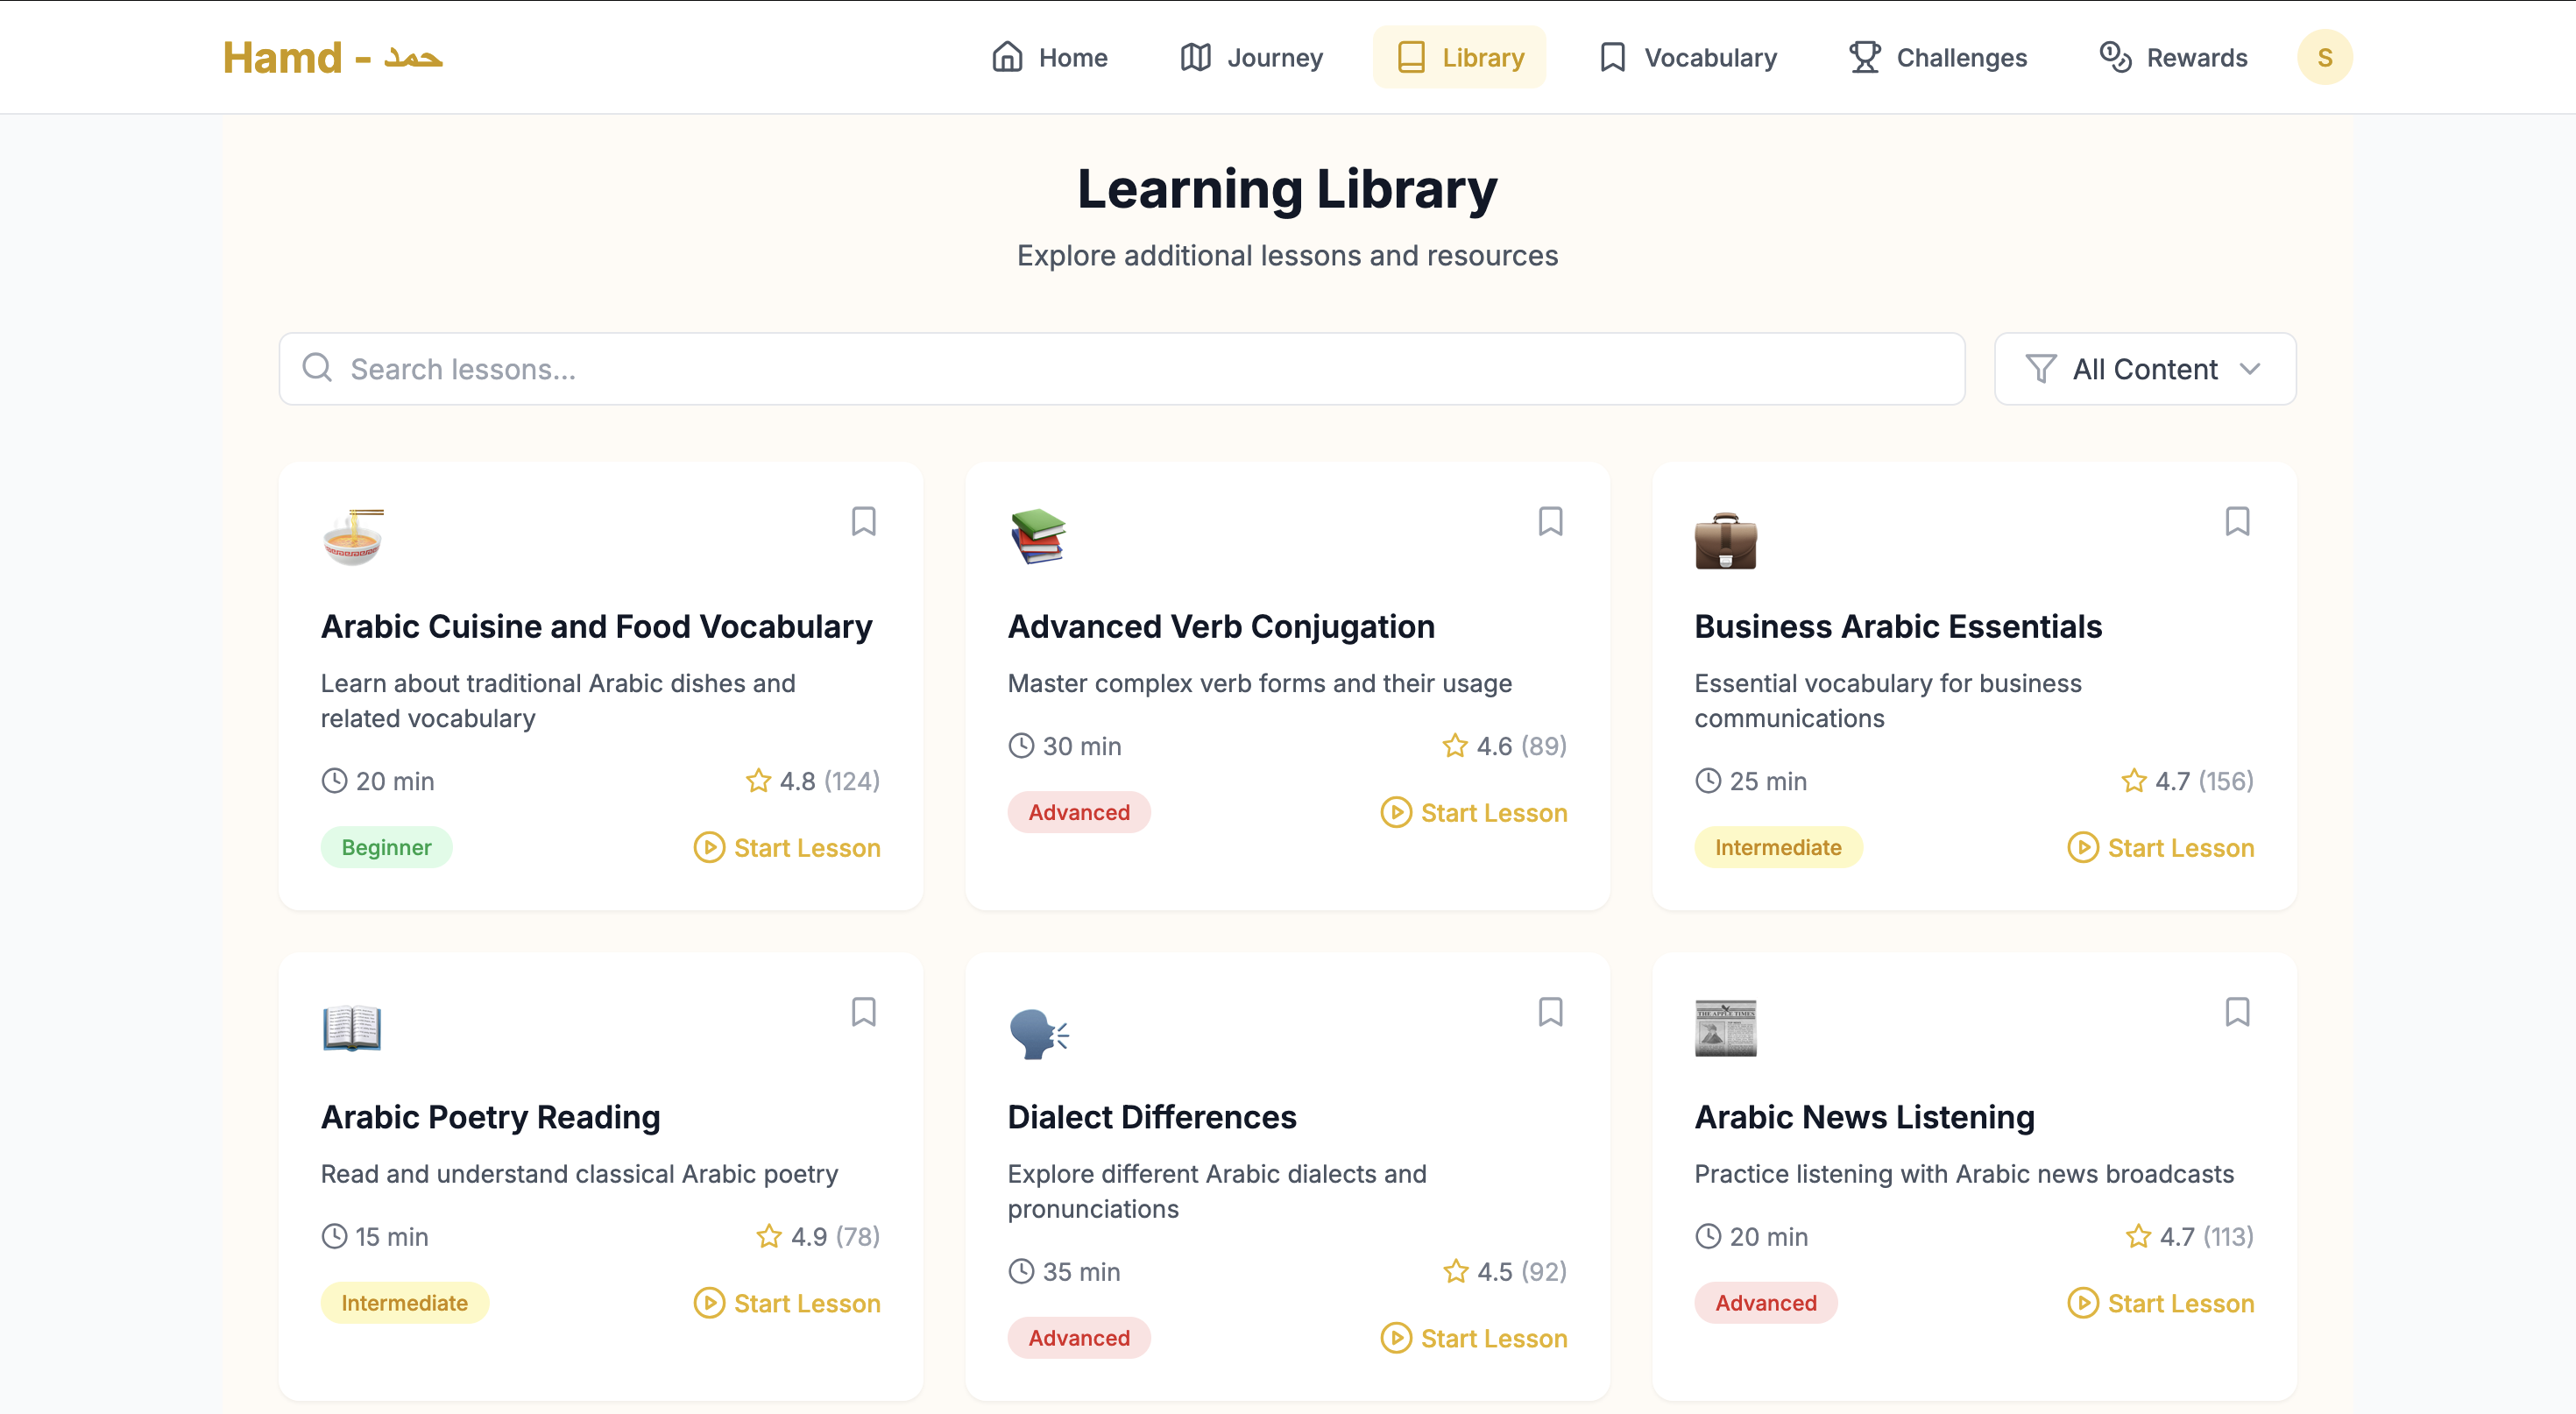 Hamd - حمد
Home
Journey
Library
Vocabulary
Challenges
Rewards
S
Learning Library
Explore additional lessons and resources
Search lessons...
All Content
Arabic Cuisine and Food Vocabulary
Learn about traditional Arabic dishes and
related vocabulary
20 min
4.8 (124)
Beginner
Start Lesson
Advanced Verb Conjugation
Master complex verb forms and their usage
30 min
4.6 (89)
Advanced
Start Lesson
Business Arabic Essentials
Essential vocabulary for business
communications
25 min
4.7 (156)
Intermediate
Start Lesson
Arabic Poetry Reading
Read and understand classical Arabic poetry
15 min
4.9 (78)
Intermediate
Start Lesson
Dialect Differences
Explore different Arabic dialects and
pronunciations
35 min
4.5 (92)
Advanced
Start Lesson
THE APPLE TIMES
Arabic News Listening
Practice listening with Arabic news broadcasts
20 min
4.7 (113)
Advanced
Start Lesson